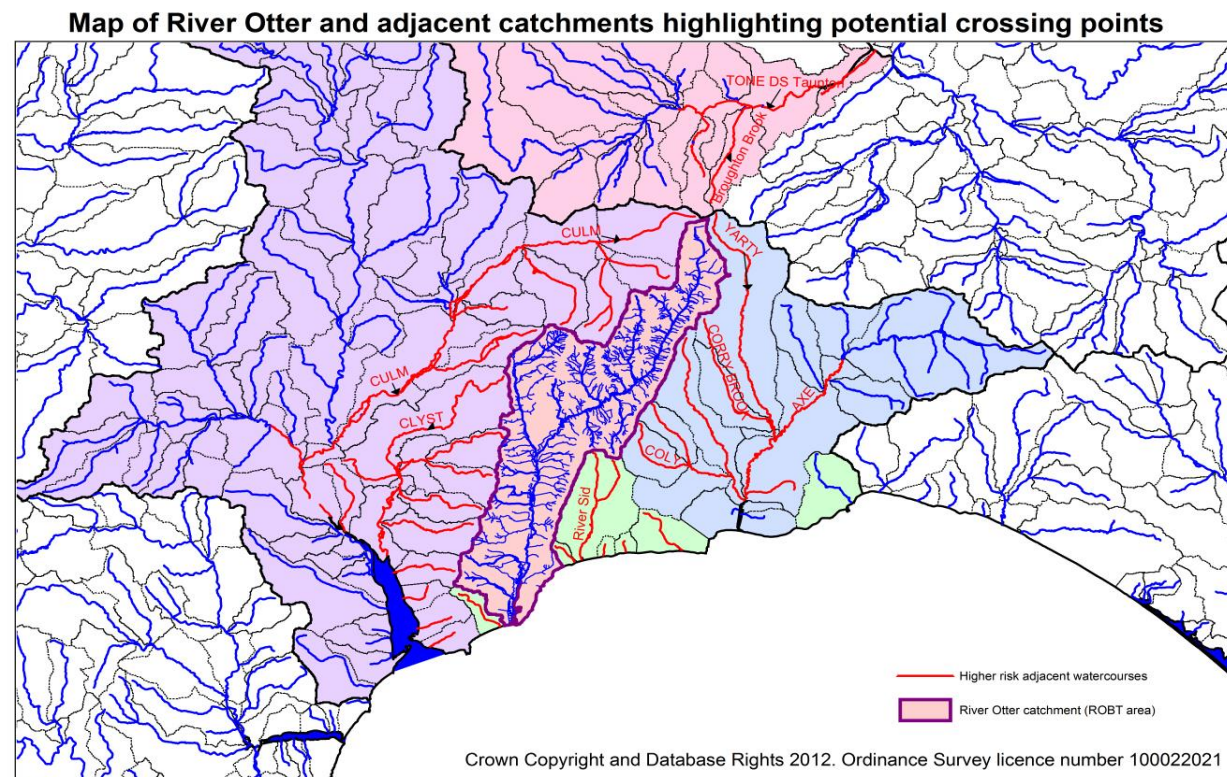 Map of River Otter and adjacent catchments highlighting potential crossing points
TONE DS Taunton
Broughton Brook
CULM
YARTY
CORRY BROOK
CULM
AXE
CLYST
COLY
River Sid
Higher risk adjacent watercourses
River Otter catchment (ROBT area)
Crown Copyright and Database Rights 2012. Ordinance Survey licence number 100022021